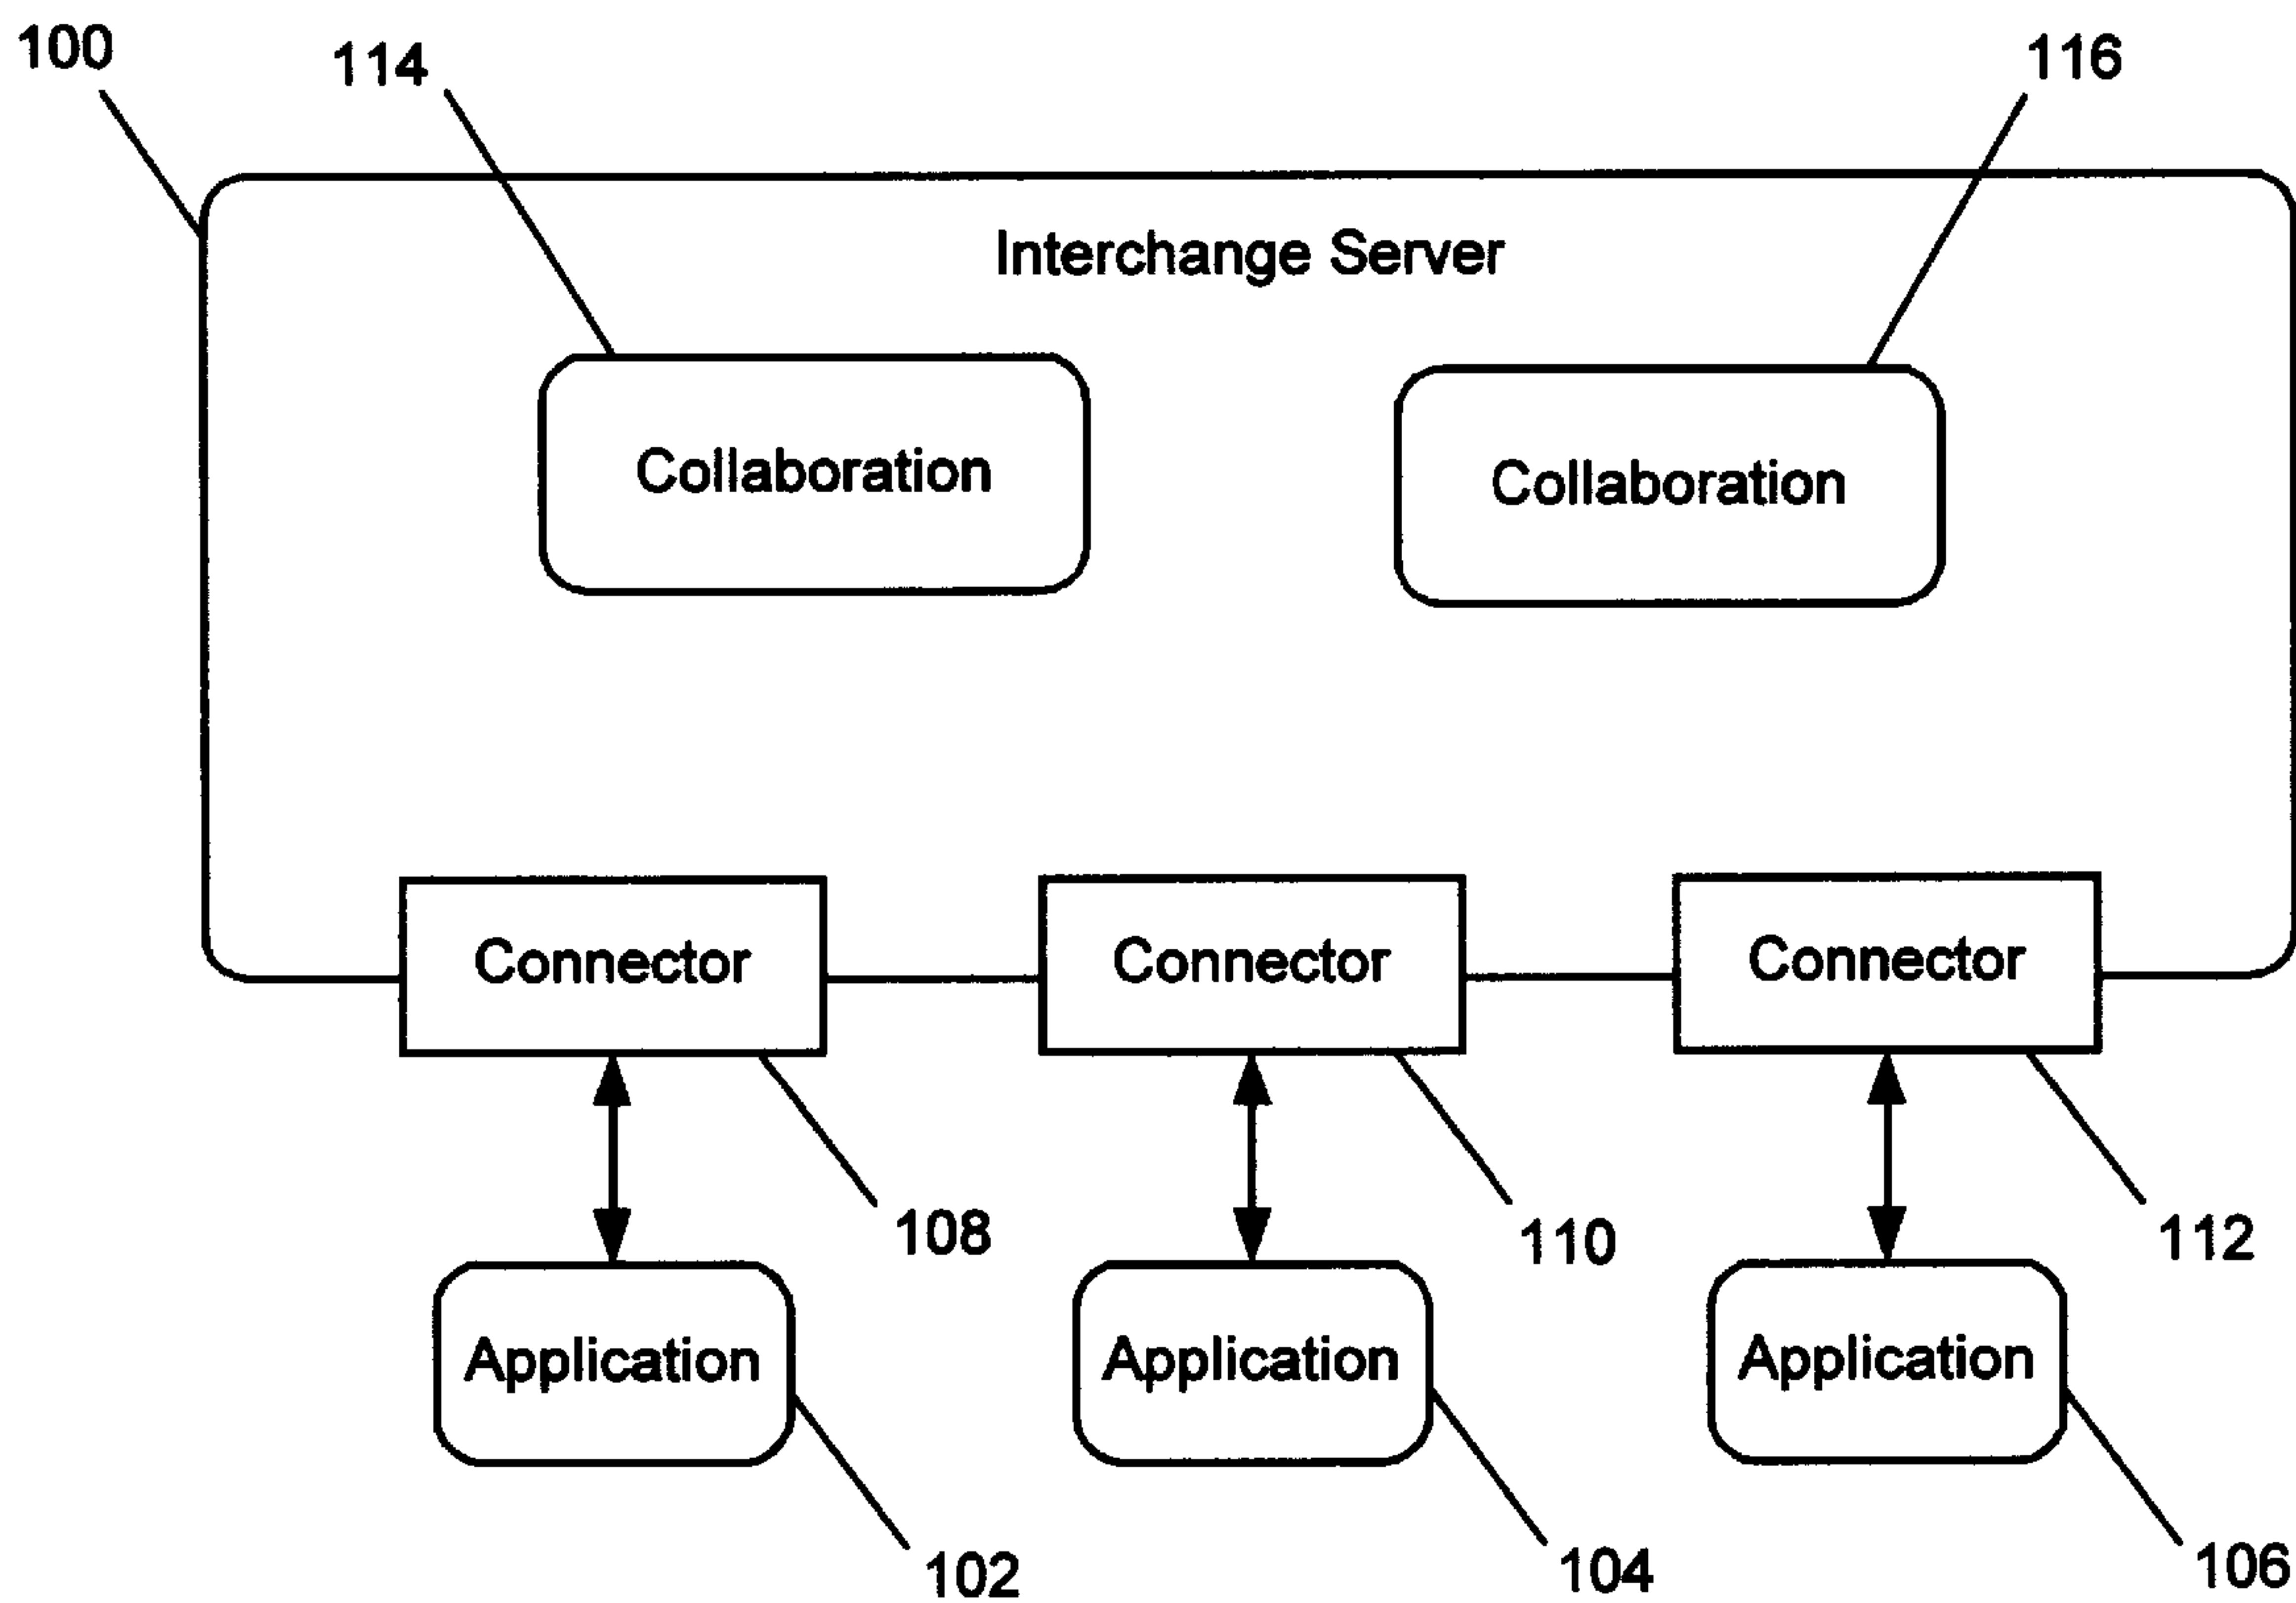 100
114
116
Interchange Server
Collaboration
Collaboration
Connector
Connector
Connector
108
110
112
Application
Application
Application
102
104
106